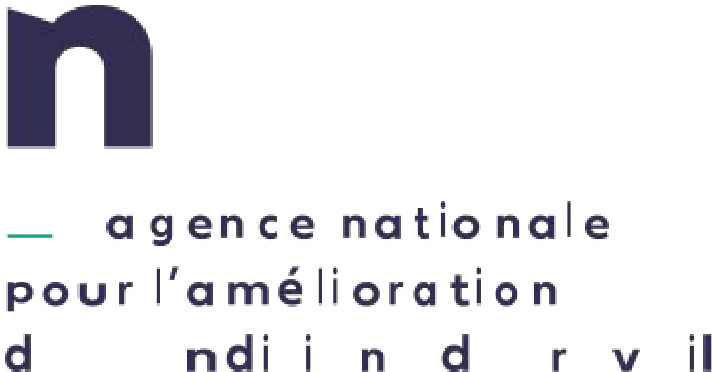 n
_ agence nationale
pour l’amélioration